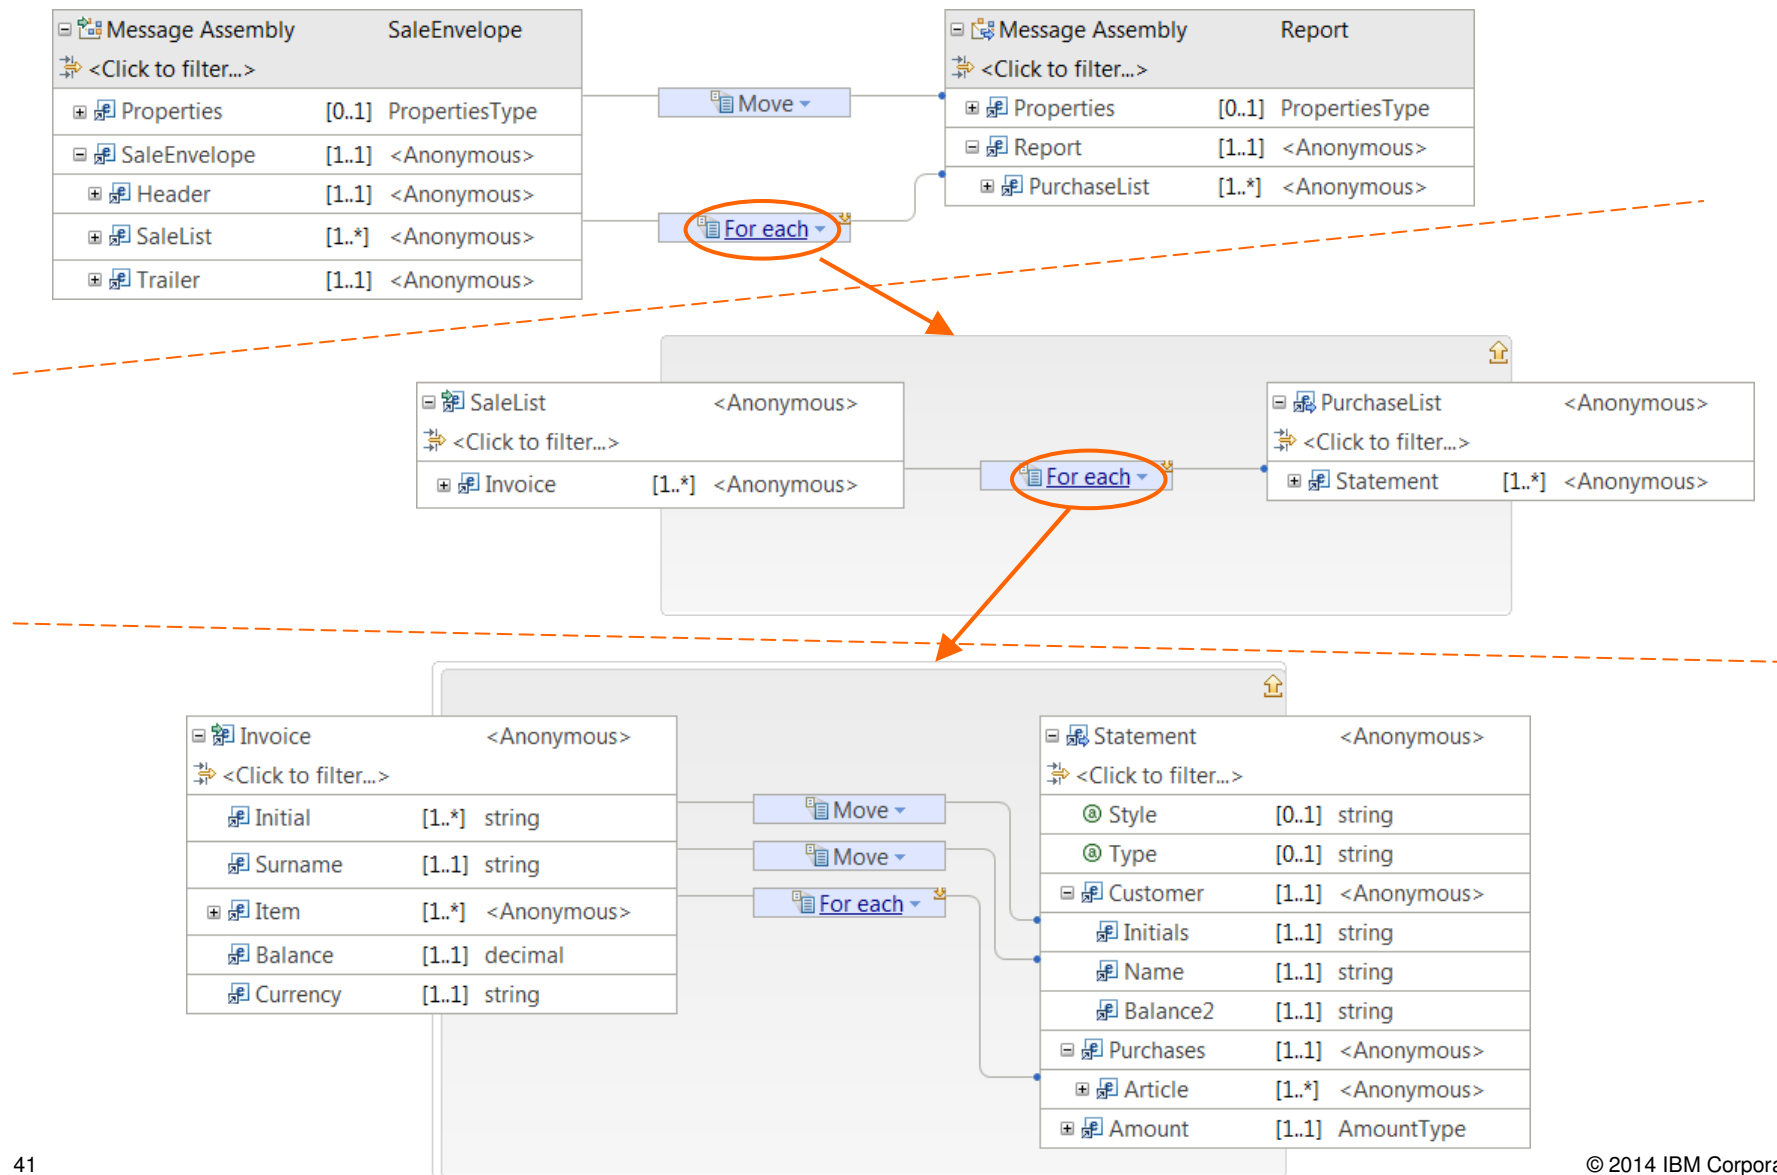 Message Assembly SaleEnvelope
<Click to filter...>
Properties [0..1] PropertiesType
SaleEnvelope [1..1] <Anonymous>
Header [1..1] <Anonymous>
SaleList [1..*] <Anonymous>
Trailer [1..1] <Anonymous>
Move
For each
Message Assembly Report
<Click to filter...>
Properties [0..1] PropertiesType
Report [1..1] <Anonymous>
PurchaseList [1..*] <Anonymous>
SaleList <Anonymous>
<Click to filter...>
Invoice [1..*] <Anonymous>
For each
PurchaseList <Anonymous>
<Click to filter...>
Statement [1..*] <Anonymous>
Invoice <Anonymous>
<Click to filter...>
Initial [1..*] string
Surname [1..1] string
Item [1..*] <Anonymous>
Balance [1..1] decimal
Currency [1..1] string
Move
Move
For each
Statement <Anonymous>
<Click to filter...>
Style [0..1] string
Type [0..1] string
Customer [1..1] <Anonymous>
Initials [1..1] string
Name [1..1] string
Balance2 [1..1] string
Purchases [1..1] <Anonymous>
Article [1..*] <Anonymous>
Amount [1..1] AmountType
41
© 2014 IBM Corpora